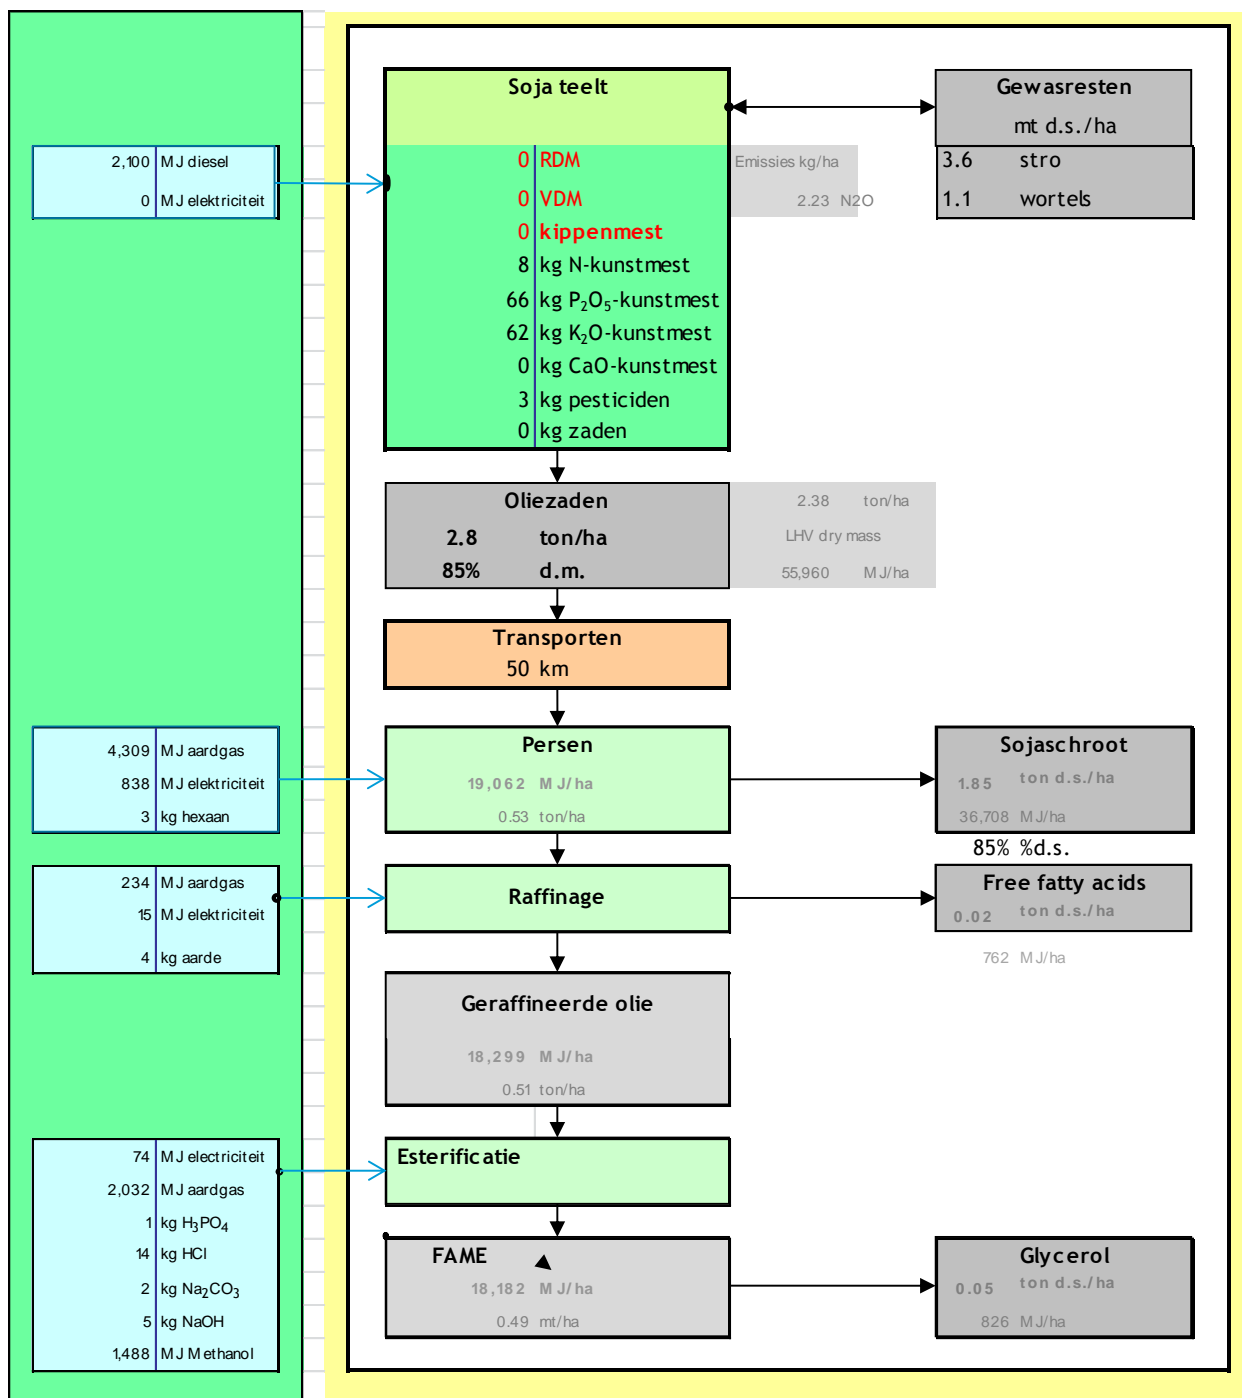 Soja teelt
Gewasresten
mt d.s./ha
2,100 MJ diesel
0 MJ elektriciteit
0 RDM
0 VDM
0 kippenmest
8 kg N-kunstmest
66 kg P₂O₅-kunstmest
62 kg K₂O-kunstmest
0 kg CaO-kunstmest
3 kg pesticiden
0 kg zaden
Emissies kg/ha
2.23 N2O
3.6 stro
1.1 wortels
Oliezaden
2.8 ton/ha
85% d.m.
2.38 ton/ha
LHV dry mass
55,960 MJ/ha
Transporten
50 km
4,309 MJ aardgas
838 MJ elektriciteit
3 kg hexaan
Persen
19,062 MJ/ha
0.53 ton/ha
Sojaschroot
1.85 ton d.s./ha
36,708 MJ/ha
85% %d.s.
234 MJ aardgas
15 MJ elektriciteit
4 kg aarde
Raffinage
Free fatty acids
0.02 ton d.s./ha
762 MJ/ha
Geraffineerde olie
18,299 MJ/ha
0.51 ton/ha
74 MJ electriciteit
2,032 MJ aardgas
1 kg H₃PO₄
14 kg HCl
2 kg Na₂CO₃
5 kg NaOH
1,488 MJ Methanol
Esterificatie
FAME
18,182 MJ/ha
0.49 mt/ha
Glycerol
0.05 ton d.s./ha
826 MJ/ha